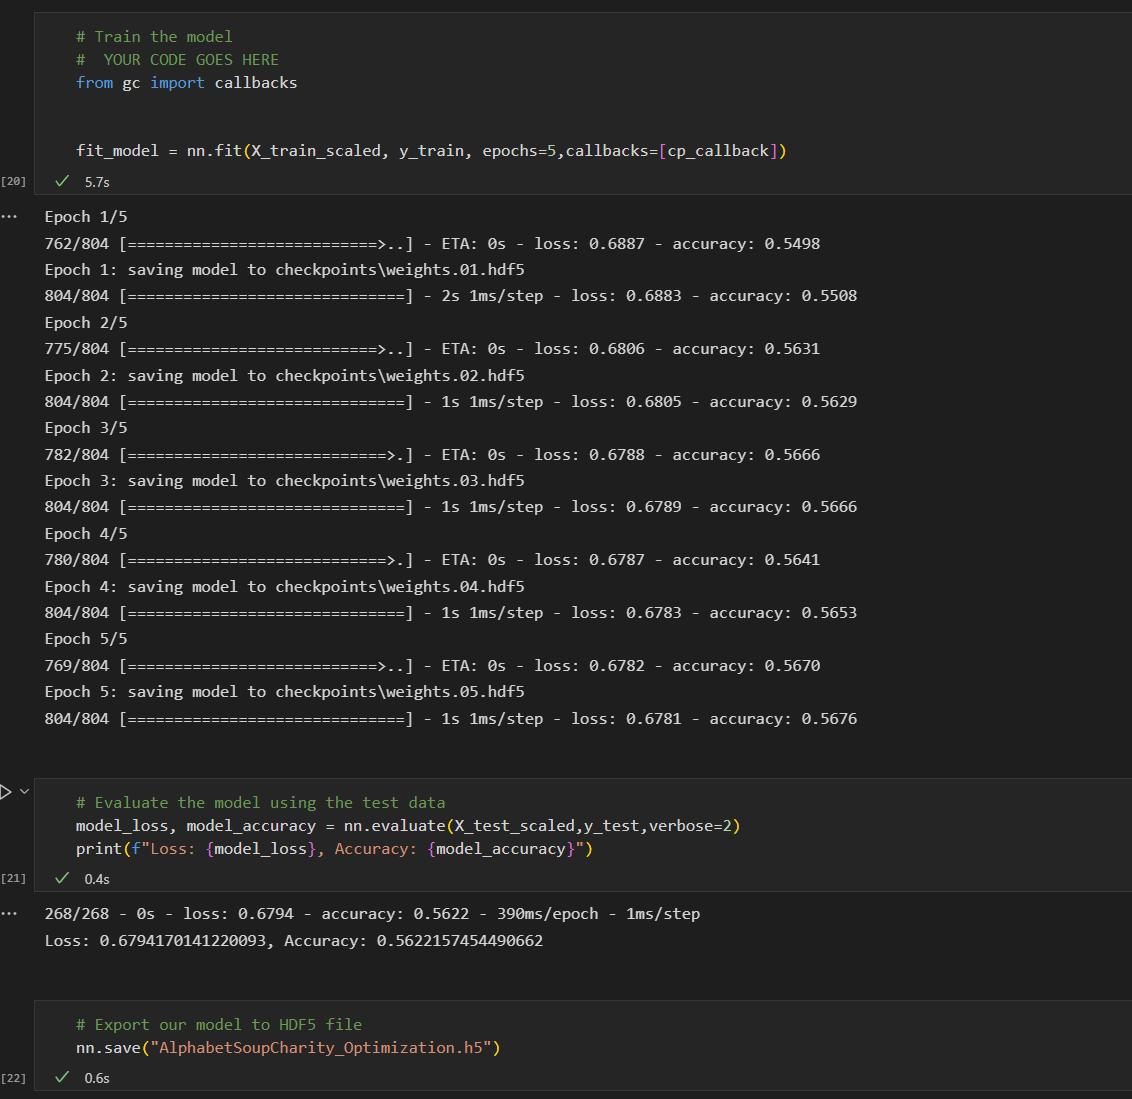 # Train the model
#  YOUR CODE GOES HERE
from gc import callbacks
fit_model = nn.fit(X_train_scaled, y_train, epochs=5,callbacks=[cp_callback])
[20] ✓ 5.7s
... Epoch 1/5
762/804 [===========================>..] - ETA: 0s - loss: 0.6887 - accuracy: 0.5498
Epoch 1: saving model to checkpoints\weights.01.hdf5
804/804 [==============================] - 2s 1ms/step - loss: 0.6883 - accuracy: 0.5508
Epoch 2/5
775/804 [===========================>..] - ETA: 0s - loss: 0.6806 - accuracy: 0.5631
Epoch 2: saving model to checkpoints\weights.02.hdf5
804/804 [==============================] - 1s 1ms/step - loss: 0.6805 - accuracy: 0.5629
Epoch 3/5
782/804 [============================>.] - ETA: 0s - loss: 0.6788 - accuracy: 0.5666
Epoch 3: saving model to checkpoints\weights.03.hdf5
804/804 [==============================] - 1s 1ms/step - loss: 0.6789 - accuracy: 0.5666
Epoch 4/5
780/804 [============================>.] - ETA: 0s - loss: 0.6787 - accuracy: 0.5641
Epoch 4: saving model to checkpoints\weights.04.hdf5
804/804 [==============================] - 1s 1ms/step - loss: 0.6783 - accuracy: 0.5653
Epoch 5/5
769/804 [===========================>..] - ETA: 0s - loss: 0.6782 - accuracy: 0.5670
Epoch 5: saving model to checkpoints\weights.05.hdf5
804/804 [==============================] - 1s 1ms/step - loss: 0.6781 - accuracy: 0.5676
# Evaluate the model using the test data
model_loss, model_accuracy = nn.evaluate(X_test_scaled,y_test,verbose=2)
print(f"Loss: {model_loss}, Accuracy: {model_accuracy}")
[21] ✓ 0.4s
... 268/268 - 0s - loss: 0.6794 - accuracy: 0.5622 - 390ms/epoch - 1ms/step
Loss: 0.6794170141220093, Accuracy: 0.5622157454490662
# Export our model to HDF5 file
nn.save("AlphabetSoupCharity_Optimization.h5")
[22] ✓ 0.6s